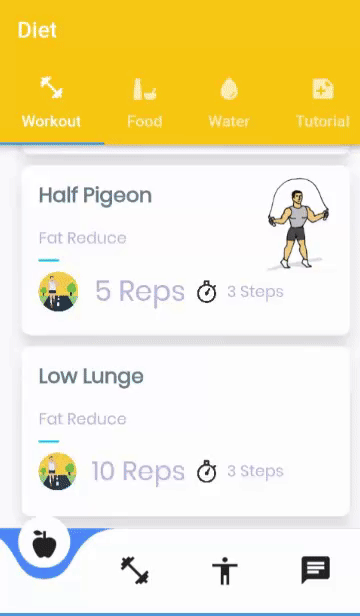 Diet
Workout Food Water Tutorial
Half Pigeon
Fat Reduce
5 Reps 3 Steps
Low Lunge
Fat Reduce
10 Reps 3 Steps